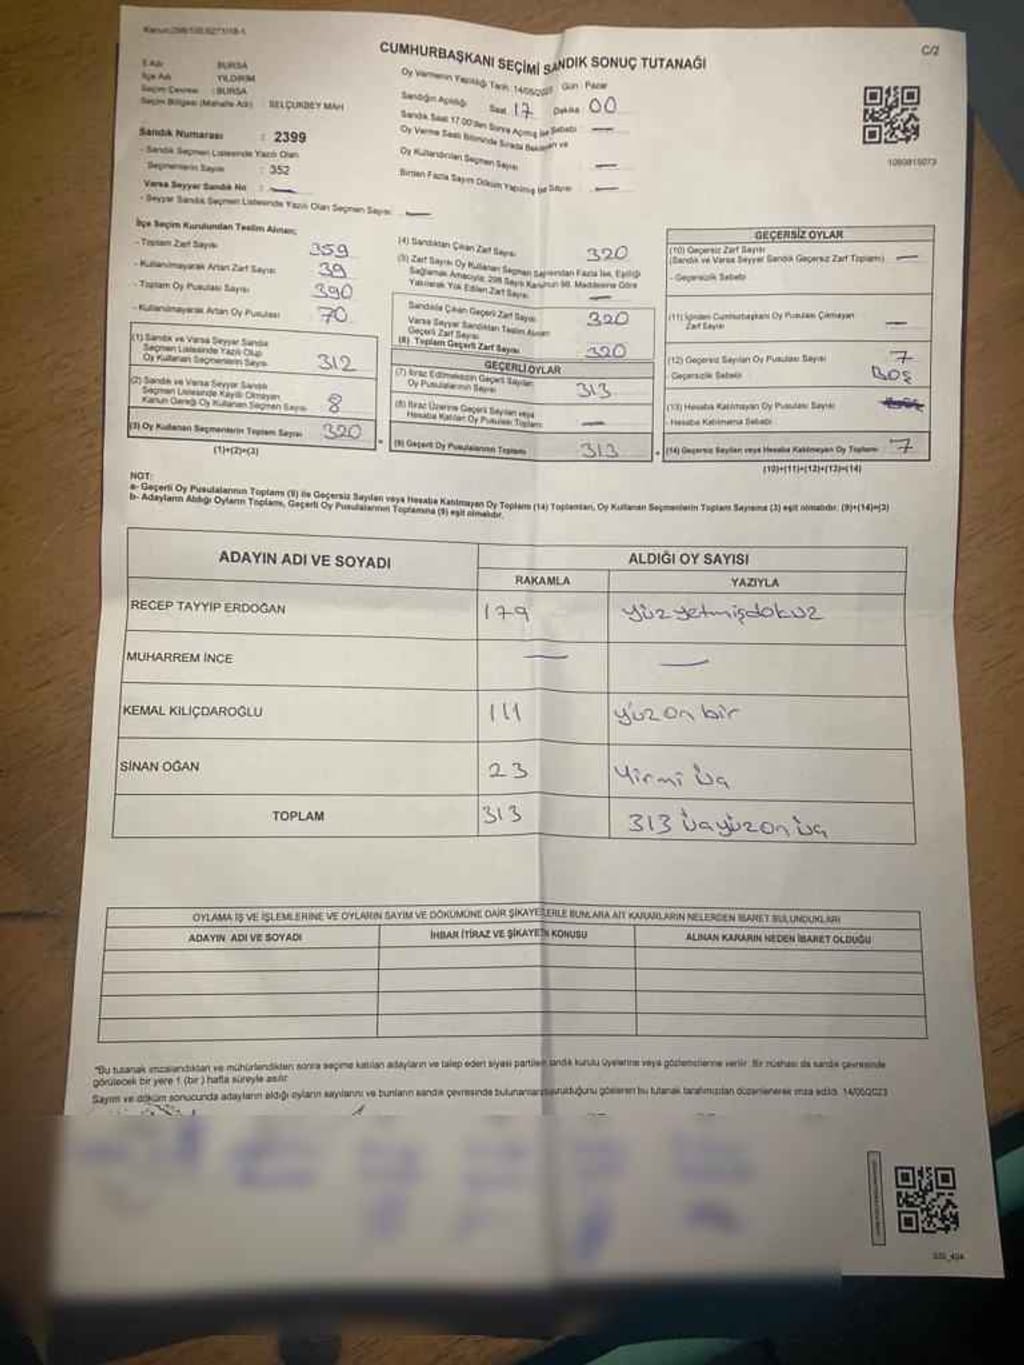 C/2
CUMHURBAŞKANI SEÇİMİ SANDIK SONUÇ TUTANAĞI
İl Adı : BURSA
İlçe Adı : YILDIRIM
Seçim Çevresi : BURSA
Seçim Bölgesi (Mahalle Adı) : SELÇUKBEY MAH
Sandık Numarası : 2399
- Sandık Seçmen Listesinde Yazılı Olan
Seçmenlerin Sayısı : 352
Varsa Seyyar Sandık No : —
- Seyyar Sandık Seçmen Listesinde Yazılı Olan Seçmen Sayısı : —
Oy Vermenin Yapıldığı Tarih : 14/05/2023 Gün : Pazar
Sandığın Açıldığı Saat 17 Dakika 00
Sandık Saat 17.00'den Sonra Açılmış İse Sebebi —
Oy Verme Saati Bitiminde Sırada Bekleyen ve
Oy Kullandırılan Seçmen Sayısı —
Birden Fazla Sayım Döküm Yapılmış İse Sayısı : —
1080815073
İlçe Seçim Kurulundan Teslim Alınan;
- Toplam Zarf Sayısı 359
- Kullanılmayarak Artan Zarf Sayısı 39
- Toplam Oy Pusulası Sayısı 390
- Kullanılmayarak Artan Oy Pusulası 70
(1) Sandık ve Varsa Seyyar Sandık
Seçmen Listesinde Yazılı Olup
Oy Kullanan Seçmenlerin Sayısı 312
(2) Sandık ve Varsa Seyyar Sandık
Seçmen Listesinde Kayıtlı Olmayan
Kanun Gereği Oy Kullanan Seçmen Sayısı 8
(3) Oy Kullanan Seçmenlerin Toplam Sayısı 320
(1)+(2)=(3)
(4) Sandıktan Çıkan Zarf Sayısı 320
(5) Zarf Sayısı Oy Kullanan Seçmen Sayısından Fazla İse, Eşitliği
Sağlamak Amacıyla, 298 Sayılı Kanunun 98. Maddesine Göre
Yakılarak Yok Edilen Zarf Sayısı —
Sandıkta Çıkan Geçerli Zarf Sayısı 320
Varsa Seyyar Sandıktan Teslim Alınan
Geçerli Zarf Sayısı
(6) Toplam Geçerli Zarf Sayısı 320
GEÇERLİ OYLAR
(7) İtiraz Edilmeksizin Geçerli Sayılan
Oy Pusulalarının Sayısı 313
(8) İtiraz Üzerine Geçerli Sayılan veya
Hesaba Katılan Oy Pusulası Toplamı —
(9) Geçerli Oy Pusulalarının Toplamı 313
GEÇERSİZ OYLAR
(10) Geçersiz Zarf Sayısı
(Sandık ve Varsa Seyyar Sandık Geçersiz Zarf Toplamı) —
- Geçersizlik Sebebi
(11) İçinden Cumhurbaşkanı Oy Pusulası Çıkmayan
Zarf Sayısı —
(12) Geçersiz Sayılan Oy Pusulası Sayısı 7
- Geçersizlik Sebebi BOŞ
(13) Hesaba Katılmayan Oy Pusulası Sayısı
- Hesaba Katılmama Sebebi
(14) Geçersiz Sayılan veya Hesaba Katılmayan Oy Toplamı 7
(10)+(11)+(12)+(13)=(14)
NOT:
a- Geçerli Oy Pusulalarının Toplamı (9) ile Geçersiz Sayılan veya Hesaba Katılmayan Oy Toplamı (14) Toplamları, Oy Kullanan Seçmenlerin Toplam Sayısına (3) eşit olmalıdır. (9)+(14)=(3)
b- Adayların Aldığı Oyların Toplamı, Geçerli Oy Pusulalarının Toplamına (9) eşit olmalıdır.
ADAYIN ADI VE SOYADI ALDIĞI OY SAYISI
RAKAMLA YAZIYLA
RECEP TAYYİP ERDOĞAN 179 yüzyetmişdokuz
MUHARREM İNCE — —
KEMAL KILIÇDAROĞLU 111 yüz on bir
SİNAN OĞAN 23 Yirmi üç
TOPLAM 313 313 üçyüzonüç
OYLAMA İŞ VE İŞLEMLERİNE VE OYLARIN SAYIM VE DÖKÜMÜNE DAİR ŞİKAYETLERLE BUNLARA AİT KARARLARIN NELERDEN İBARET BULUNDUKLARI
ADAYIN ADI VE SOYADI İHBAR İTİRAZ VE ŞİKAYETİN KONUSU ALINAN KARARIN NEDEN İBARET OLDUĞU
"Bu tutanak imzalandıktan ve mühürlendikten sonra seçime katılan adayların ve talep eden siyasi partilerin sandık kurulu üyelerine veya gözlemcilerine verilir. Bir nüshası da sandık çevresinde
görülecek bir yere 1 (bir) hafta süreyle asılır.
Sayım ve döküm sonucunda adayların aldığı oyların sayılarını ve bunların sandık çevresinde bulunanlara duyurulduğunu gösteren bu tutanak tarafımızdan düzenlenerek imza edildi. 14/05/2023